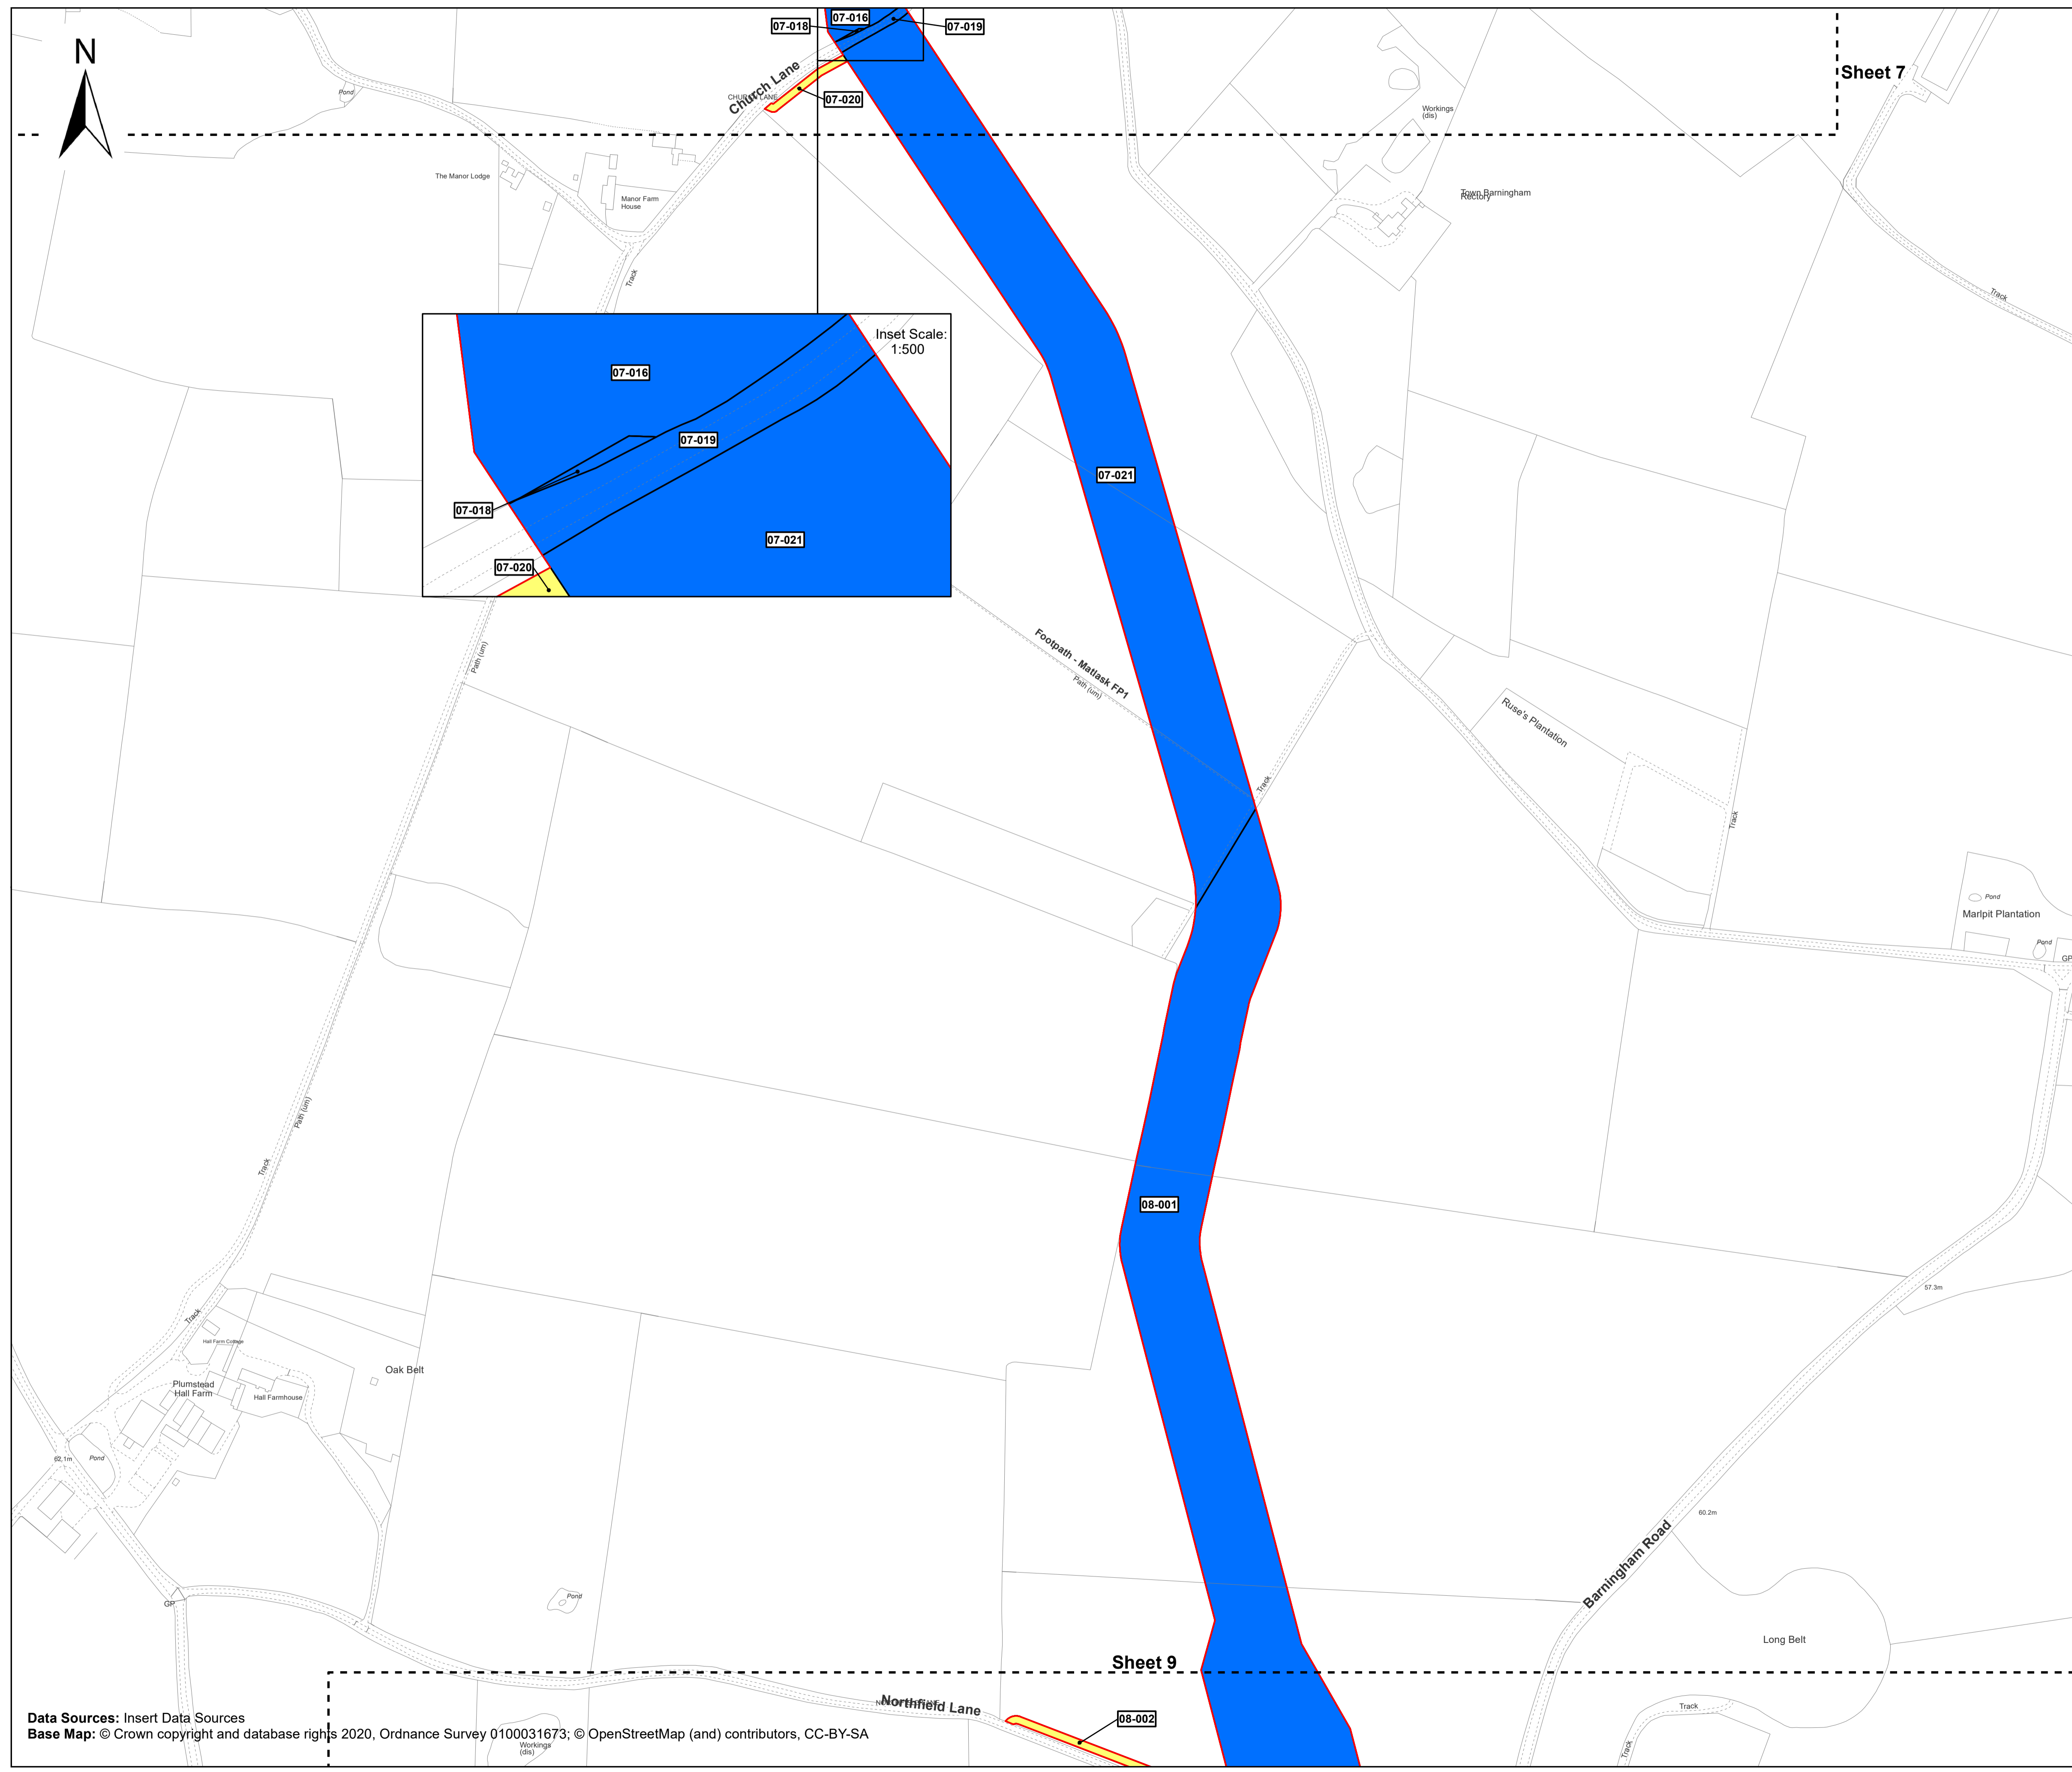 07-016
07-018
07-019
N
Church Lane
07-020
Sheet 7
Pond
Workings
(dis)
The Manor Lodge
Manor Farm
House
Town Barningham
Rectory
Track
Track
Inset Scale:
1:500
07-016
07-019
07-018
07-021
07-020
07-021
Path (um)
Footpath - Matlask FP1
Path (um)
Ruse's Plantation
Track
Track
Pond
Marlpit Plantation
Pond
GP
Path (um)
Track
08-001
57.3m
Track
Hall Farm Cottage
Oak Belt
Plumstead
Hall Farm
Hall Farmhouse
62.1m
Pond
60.2m
Barningham Road
GP
Pond
Long Belt
Sheet 9
Northfield Lane
Track
08-002
Data Sources: Insert Data Sources
Base Map: © Crown copyright and database rights 2020, Ordnance Survey 0100031673; © OpenStreetMap (and) contributors, CC-BY-SA
Workings
(dis)
Track